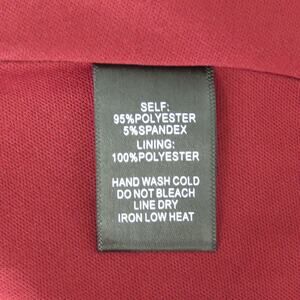 SELF:
95%POLYESTER
5%SPANDEX
LINING:
100%POLYESTER
HAND WASH COLD
DO NOT BLEACH
LINE DRY
IRON LOW HEAT